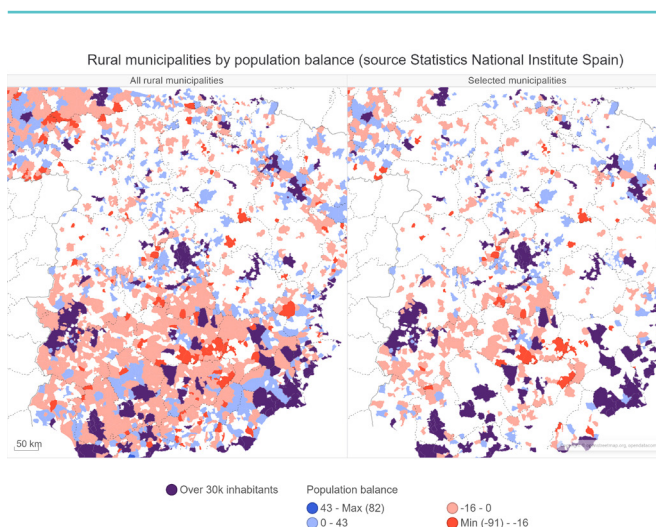 Rural municipalities by population balance (source Statistics National Institute Spain)
All rural municipalities
Selected municipalities
50 km
Over 30k inhabitants
Population balance
43 - Max (82)
0 - 43
-16 - 0
Min (-91) - -16